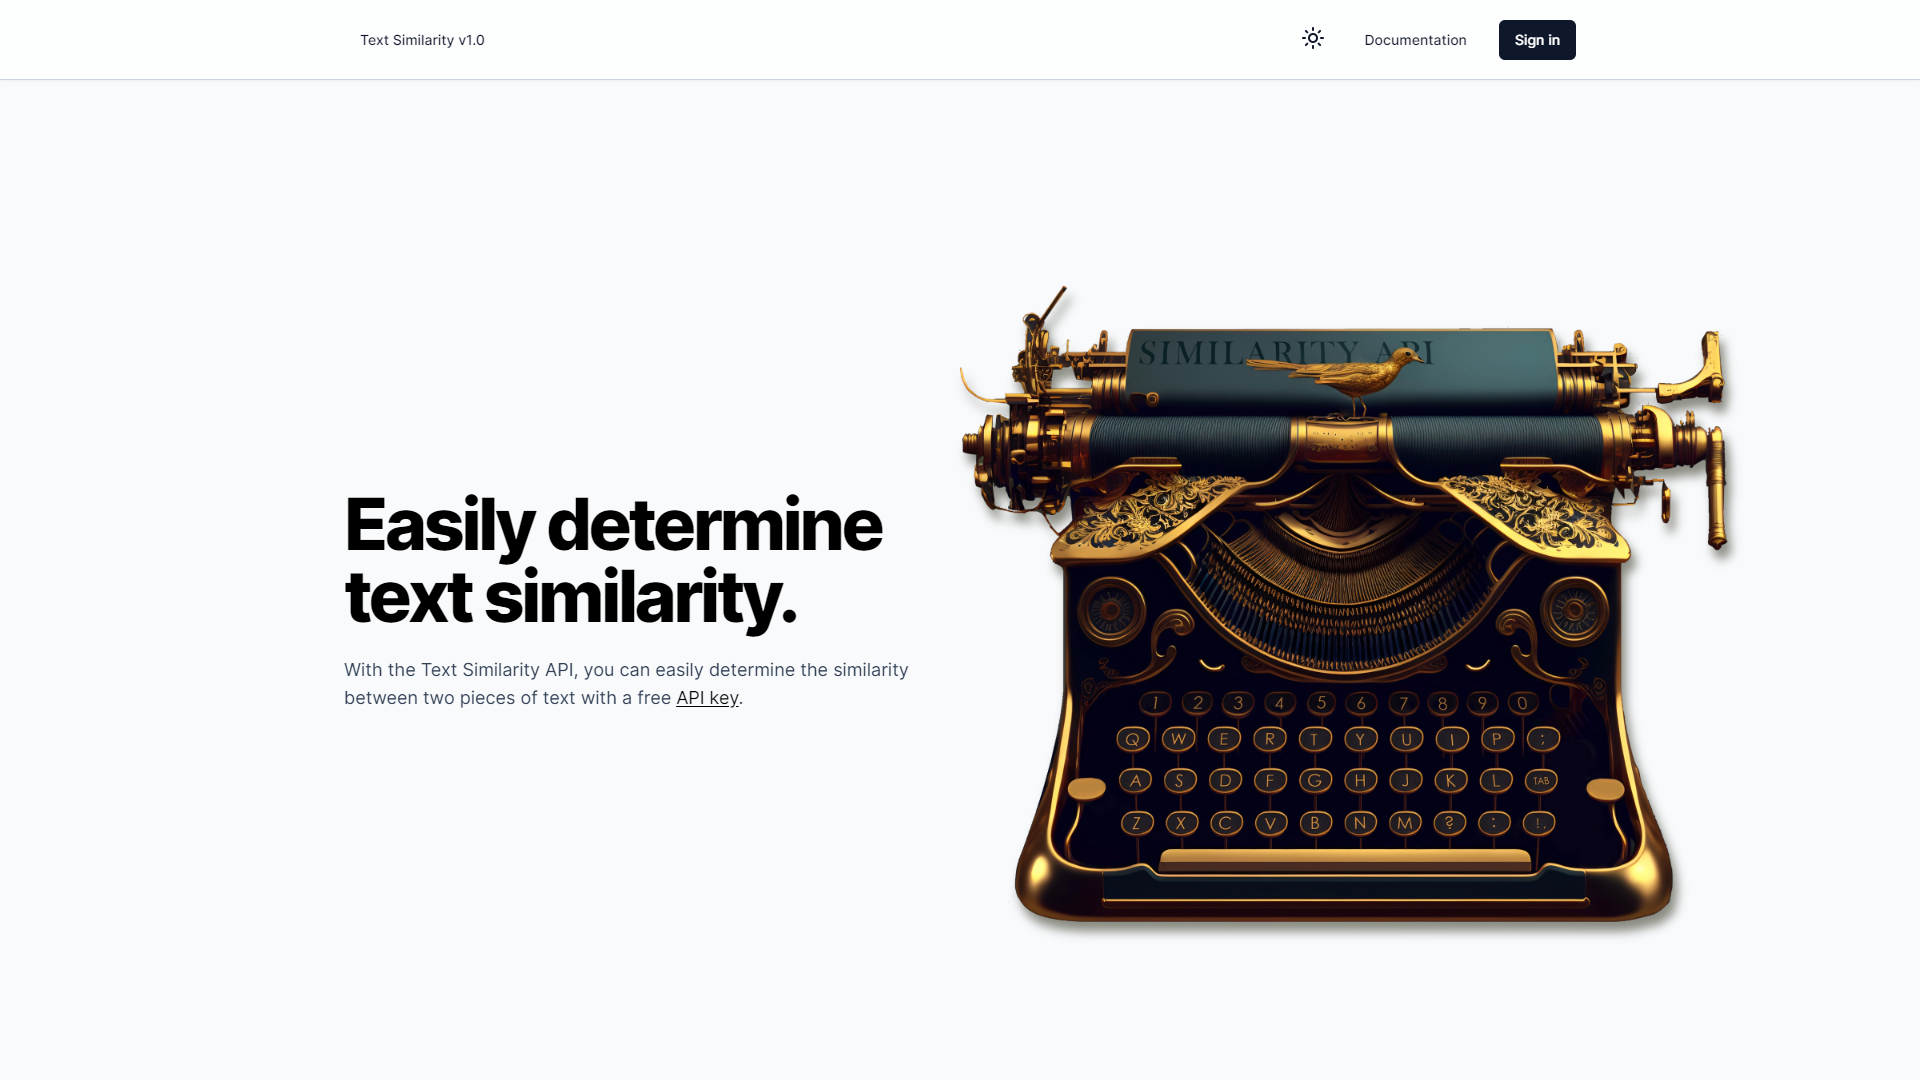 Text Similarity v1.0
Documentation
Sign in
SIMILARITY API
Easily determine
text similarity.
With the Text Similarity API, you can easily determine the similarity
between two pieces of text with a free API key.
1 2 3 4 5 6 7 8 9 0
Q W E R T Y U I P ;
A S D F G H J K L TAB
Z X C V B N M ? : !,